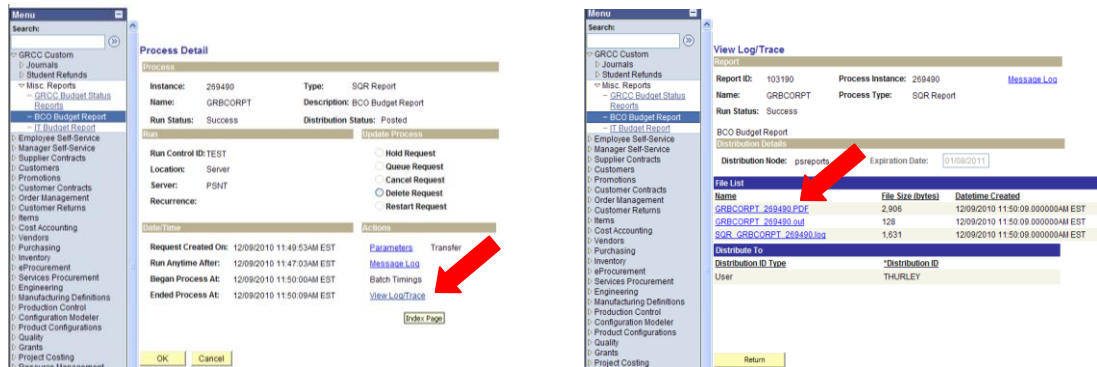 Menu
Search:
GRCC Custom
Journals
Student Refunds
Misc. Reports
GRCC Budget Status
Reports
BCO Budget Report
IT Budget Report
Employee Self-Service
Manager Self-Service
Supplier Contracts
Customers
Promotions
Customer Contracts
Order Management
Customer Returns
Items
Cost Accounting
Vendors
Purchasing
Inventory
eProcurement
Services Procurement
Engineering
Manufacturing Definitions
Production Control
Configuration Modeler
Product Configurations
Quality
Grants
Project Costing
Resource Management
Process Detail
Process
Instance: 269490 Type: SQR Report
Name: GRBCORPT Description: BCO Budget Report
Run Status: Success Distribution Status: Posted
Run Update Process
Run Control ID: TEST Hold Request
Location: Server Queue Request
Server: PSNT Cancel Request
Recurrence: Delete Request
Restart Request
Date/Time Actions
Request Created On: 12/09/2010 11:49:53AM EST Parameters Transfer
Run Anytime After: 12/09/2010 11:47:03AM EST Message Log
Began Process At: 12/09/2010 11:50:00AM EST Batch Timings
Ended Process At: 12/09/2010 11:50:09AM EST View Log/Trace
Index Page
OK Cancel
Menu
Search:
GRCC Custom
Journals
Student Refunds
Misc. Reports
GRCC Budget Status
Reports
BCO Budget Report
IT Budget Report
Employee Self-Service
Manager Self-Service
Supplier Contracts
Customers
Promotions
Customer Contracts
Order Management
Customer Returns
Items
Cost Accounting
Vendors
Purchasing
Inventory
eProcurement
Services Procurement
Engineering
Manufacturing Definitions
Production Control
Configuration Modeler
Product Configurations
Quality
Grants
Project Costing
View Log/Trace
Report
Report ID: 103190 Process Instance: 269490 Message Log
Name: GRBCORPT Process Type: SQR Report
Run Status: Success
BCO Budget Report
Distribution Details
Distribution Node: psreports Expiration Date: 01/08/2011
File List
Name File Size (bytes) Datetime Created
GRBCORPT_269490.PDF 2,906 12/09/2010 11:50:09.000000AM EST
GRBCORPT_269490.out 128 12/09/2010 11:50:09.000000AM EST
SQR_GRBCORPT_269490.log 1,631 12/09/2010 11:50:09.000000AM EST
Distribute To
Distribution ID Type *Distribution ID
User THURLEY
Return